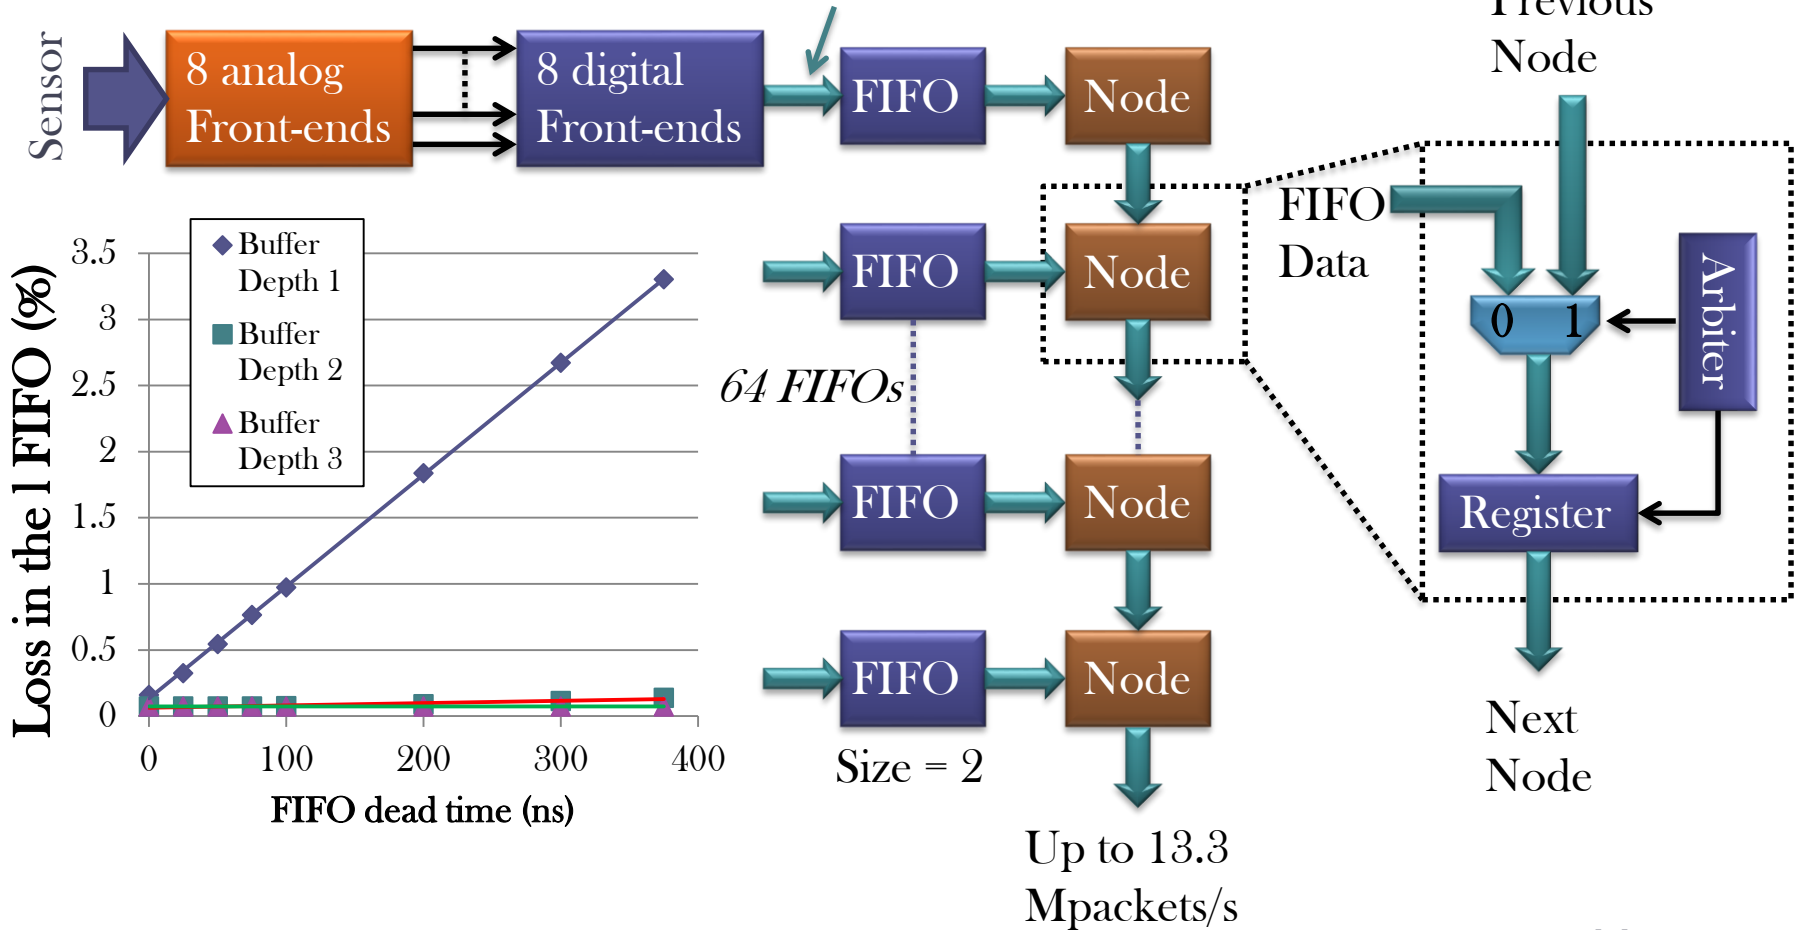 Previous
Node
Sensor
8 analog
Front-ends
8 digital
Front-ends
FIFO
Node
FIFO
Node
FIFO
Data
0 1
Arbiter
Register
Next
Node
64 FIFOs
FIFO
Node
FIFO
Node
Size = 2
Up to 13.3
Mpackets/s
Loss in the l FIFO (%)
3.5
3
2.5
2
1.5
1
0.5
0
Buffer
Depth 1
Buffer
Depth 2
Buffer
Depth 3
0 100 200 300 400
FIFO dead time (ns)